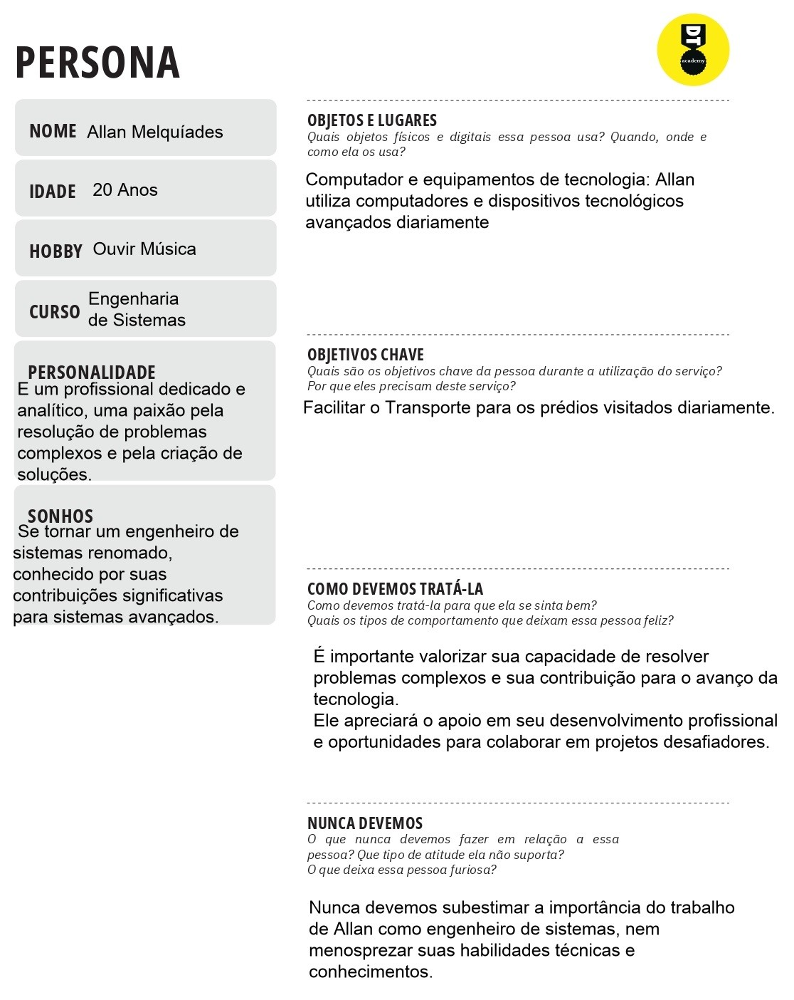 PERSONA
DT
academy
NOME Allan Melquíades
IDADE 20 Anos
HOBBY Ouvir Música
CURSO Engenharia
de Sistemas
PERSONALIDADE
E um profissional dedicado e
analítico, uma paixão pela
resolução de problemas
complexos e pela criação de
soluções.
SONHOS
Se tornar um engenheiro de
sistemas renomado,
conhecido por suas
contribuições significativas
para sistemas avançados.
OBJETOS E LUGARES
Quais objetos físicos e digitais essa pessoa usa? Quando, onde e
como ela os usa?
Computador e equipamentos de tecnologia: Allan
utiliza computadores e dispositivos tecnológicos
avançados diariamente
OBJETIVOS CHAVE
Quais são os objetivos chave da pessoa durante a utilização do serviço?
Por que eles precisam deste serviço?
Facilitar o Transporte para os prédios visitados diariamente.
COMO DEVEMOS TRATÁ-LA
Como devemos tratá-la para que ela se sinta bem?
Quais os tipos de comportamento que deixam essa pessoa feliz?
É importante valorizar sua capacidade de resolver
problemas complexos e sua contribuição para o avanço da
tecnologia.
Ele apreciará o apoio em seu desenvolvimento profissional
e oportunidades para colaborar em projetos desafiadores.
NUNCA DEVEMOS
O que nunca devemos fazer em relação a essa
pessoa? Que tipo de atitude ela não suporta?
O que deixa essa pessoa furiosa?
Nunca devemos subestimar a importância do trabalho
de Allan como engenheiro de sistemas, nem
menosprezar suas habilidades técnicas e
conhecimentos.